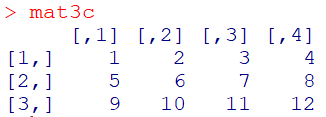 > mat3c
     [,1] [,2] [,3] [,4]
[1,]    1    2    3    4
[2,]    5    6    7    8
[3,]    9   10   11   12